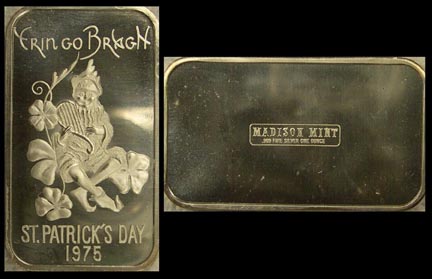 Erin go Bragh
ST. PATRICK'S DAY
1975
MADISON MINT
.999 FINE SILVER ONE OUNCE